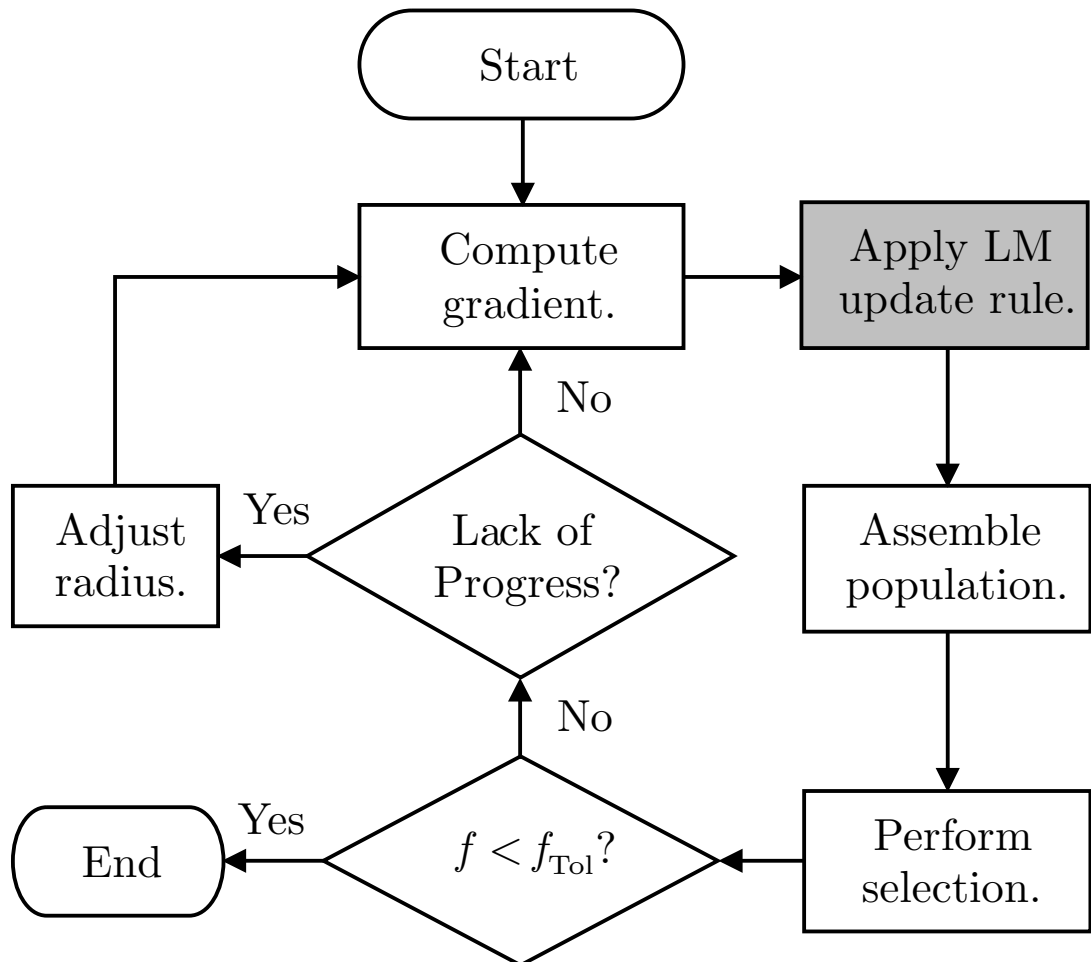 Start
Compute
gradient.
Apply LM
update rule.
No
Yes
Adjust
radius.
Lack of
Progress?
Assemble
population.
No
Yes
End
f < f_Tol?
Perform
selection.